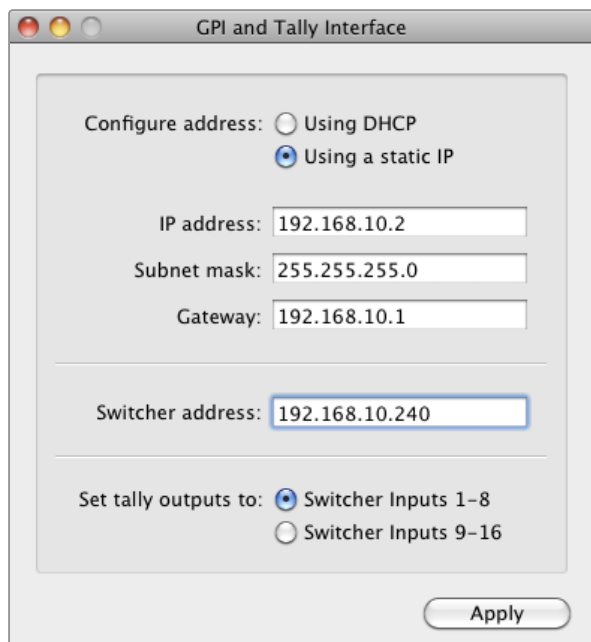 GPI and Tally Interface
Configure address: Using DHCP
Using a static IP
IP address: 192.168.10.2
Subnet mask: 255.255.255.0
Gateway: 192.168.10.1
Switcher address: 192.168.10.240
Set tally outputs to: Switcher Inputs 1-8
Switcher Inputs 9-16
Apply